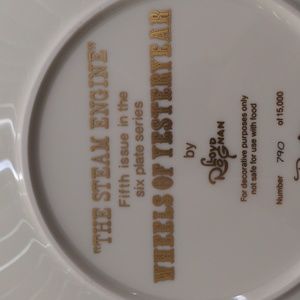 "THE STEAM ENGINE"
Fifth issue in the
six plate series
WHEELS OF YESTERYEAR
by
For decorative purposes only
not safe for use with food
Number 790 of 15,000